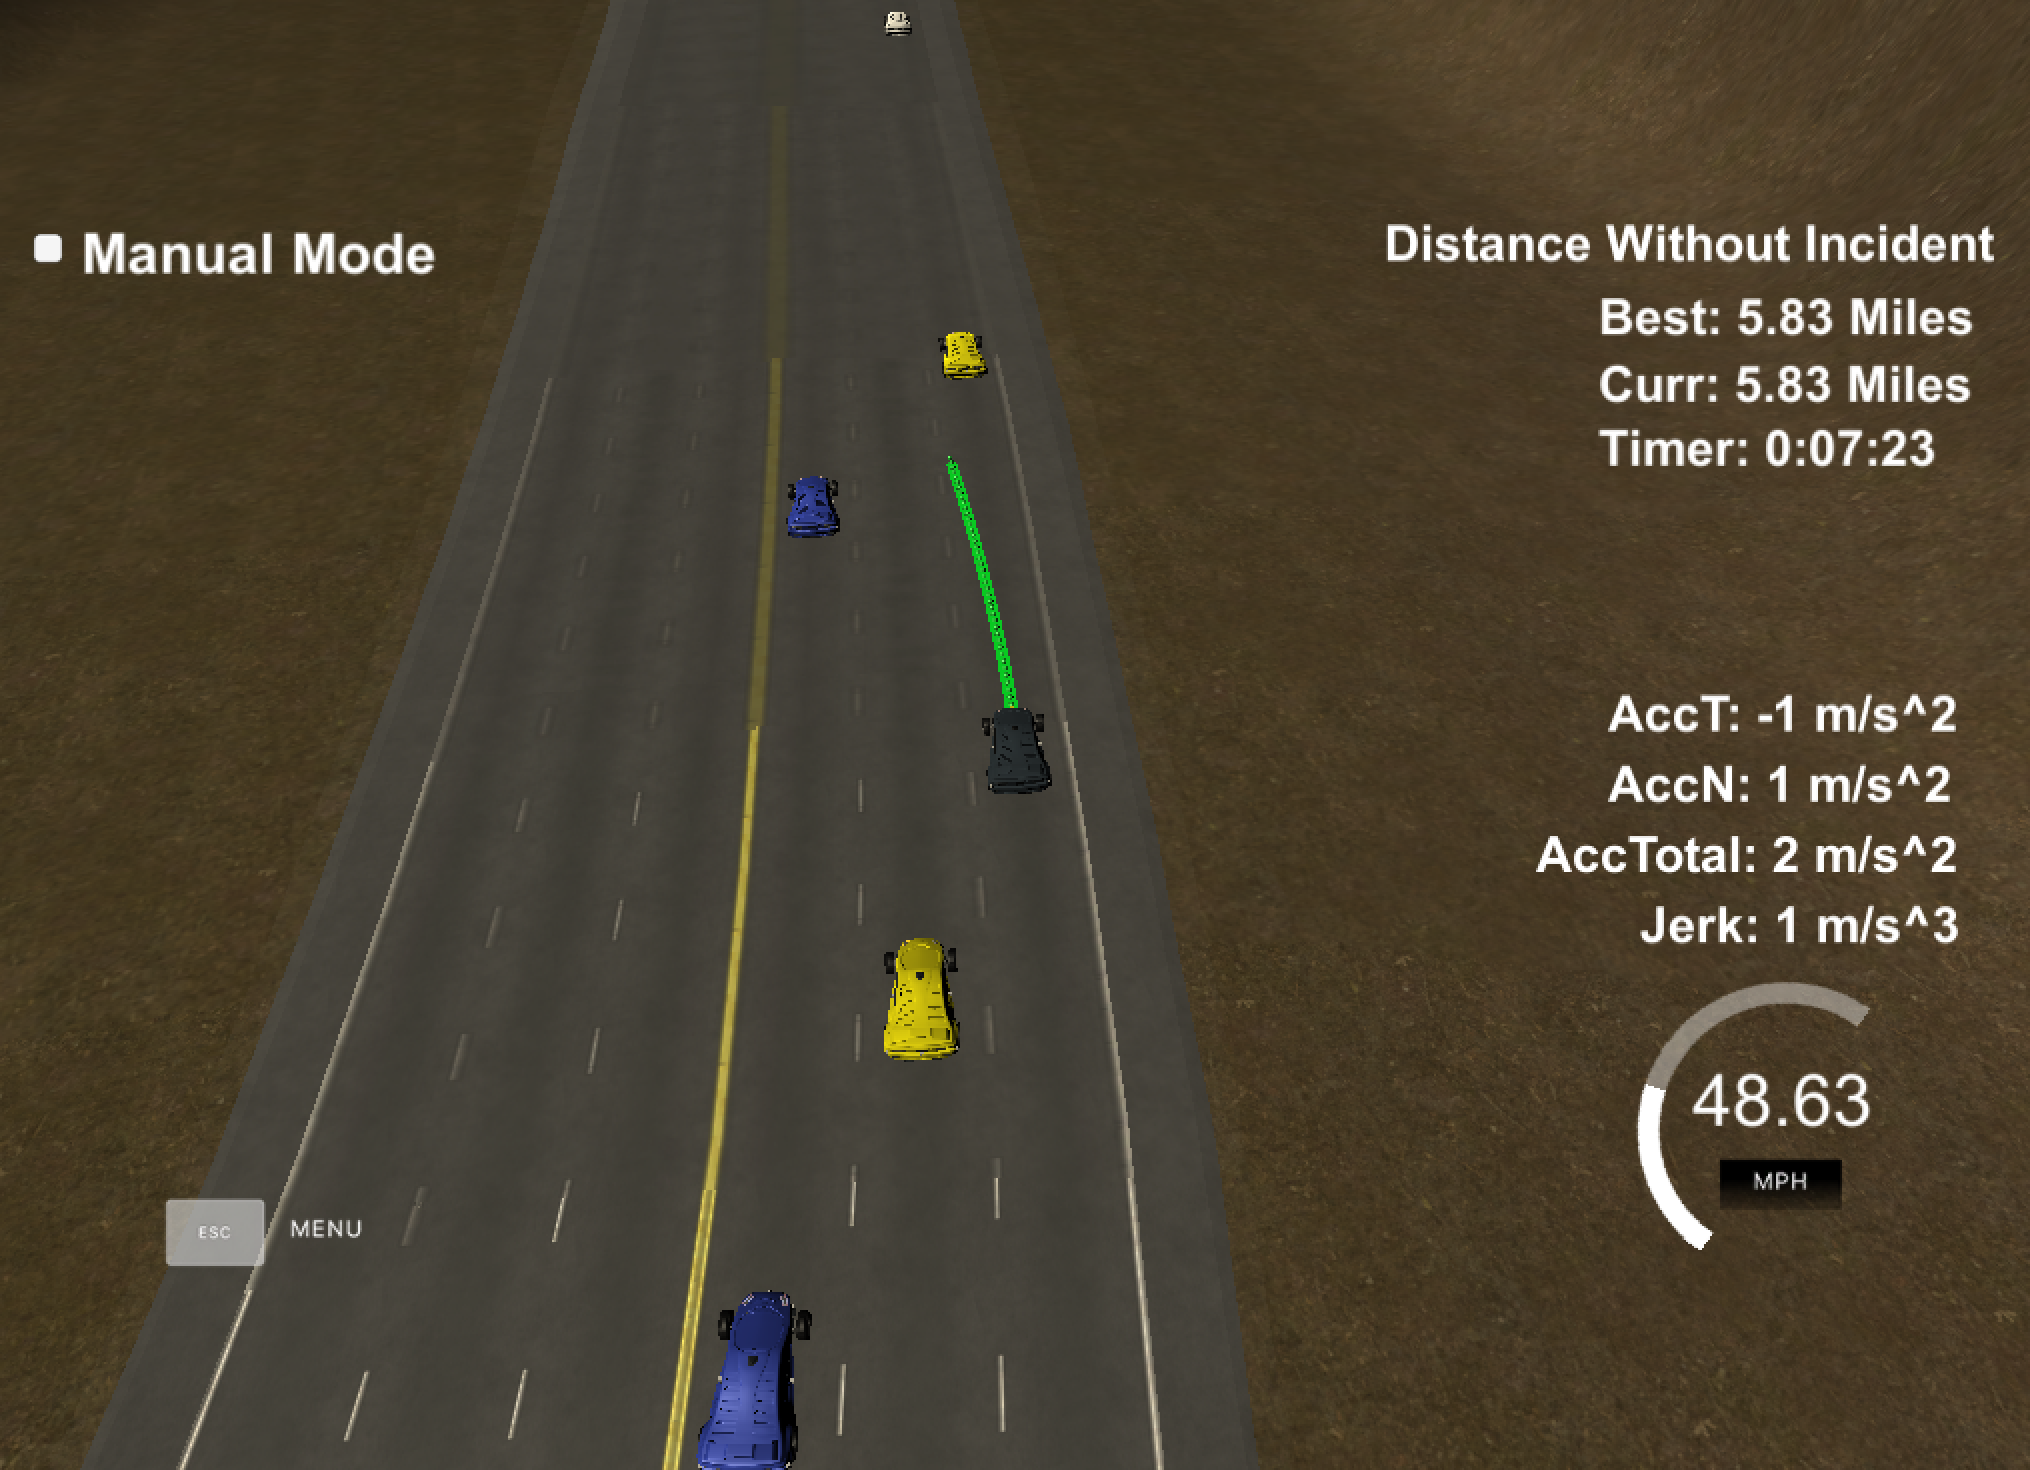 Manual Mode
Distance Without Incident
Best: 5.83 Miles
Curr: 5.83 Miles
Timer: 0:07:23
AccT: -1 m/s^2
AccN: 1 m/s^2
AccTotal: 2 m/s^2
Jerk: 1 m/s^3
48.63
MPH
ESC MENU